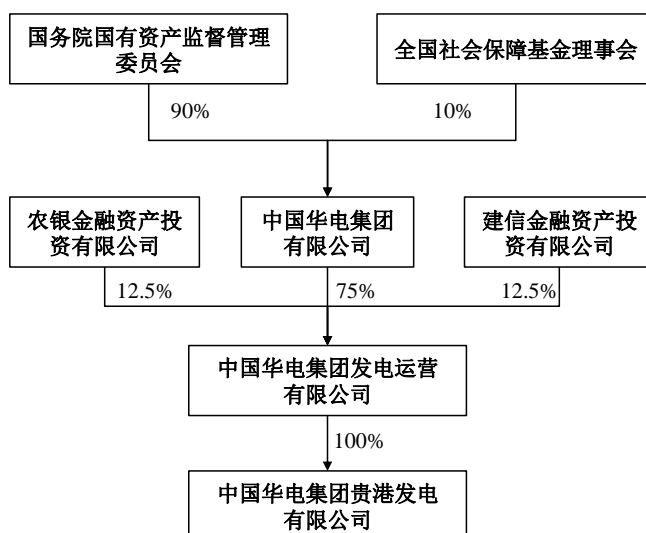 国务院国有资产监督管理
委员会
全国社会保障基金理事会
90%
10%
农银金融资产投
资有限公司
中国华电集团
有限公司
建信金融资产投
资有限公司
12.5%
75%
12.5%
中国华电集团发电运营
有限公司
100%
中国华电集团贵港发电
有限公司